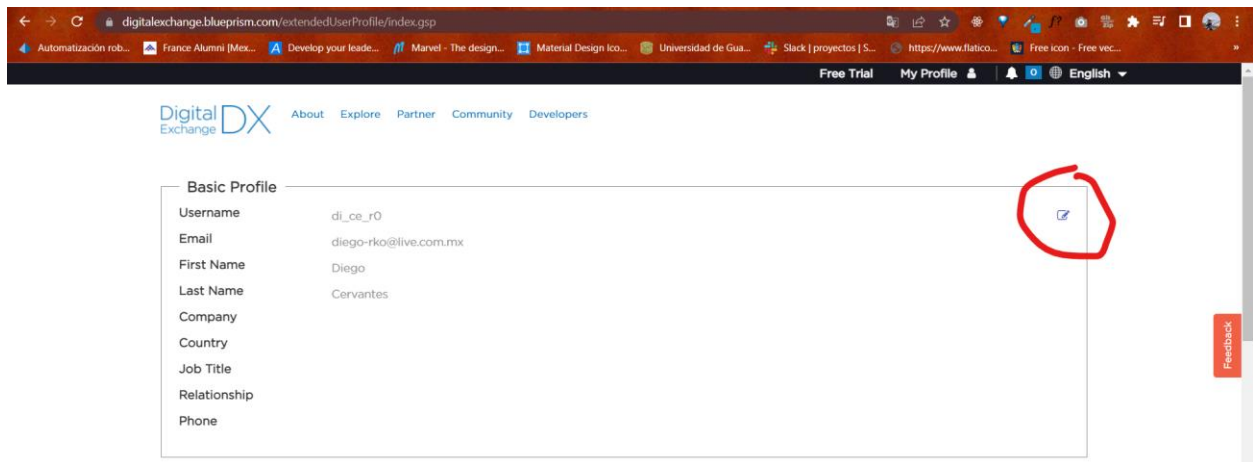 digitalexchange.blueprism.com/extendedUserProfile/index.gsp
Automatización rob... France Alumni |Mex... Develop your leade... Marvel - The design... Material Design Ico... Universidad de Gua... Slack | proyectos | S... https://www.flatico... Free icon - Free vec... »
Free Trial My Profile 0 English
Digital Exchange DX About Explore Partner Community Developers
Basic Profile
Username di_ce_r0
Email diego-rko@live.com.mx
First Name Diego
Last Name Cervantes
Company
Country
Job Title
Relationship
Phone
Feedback